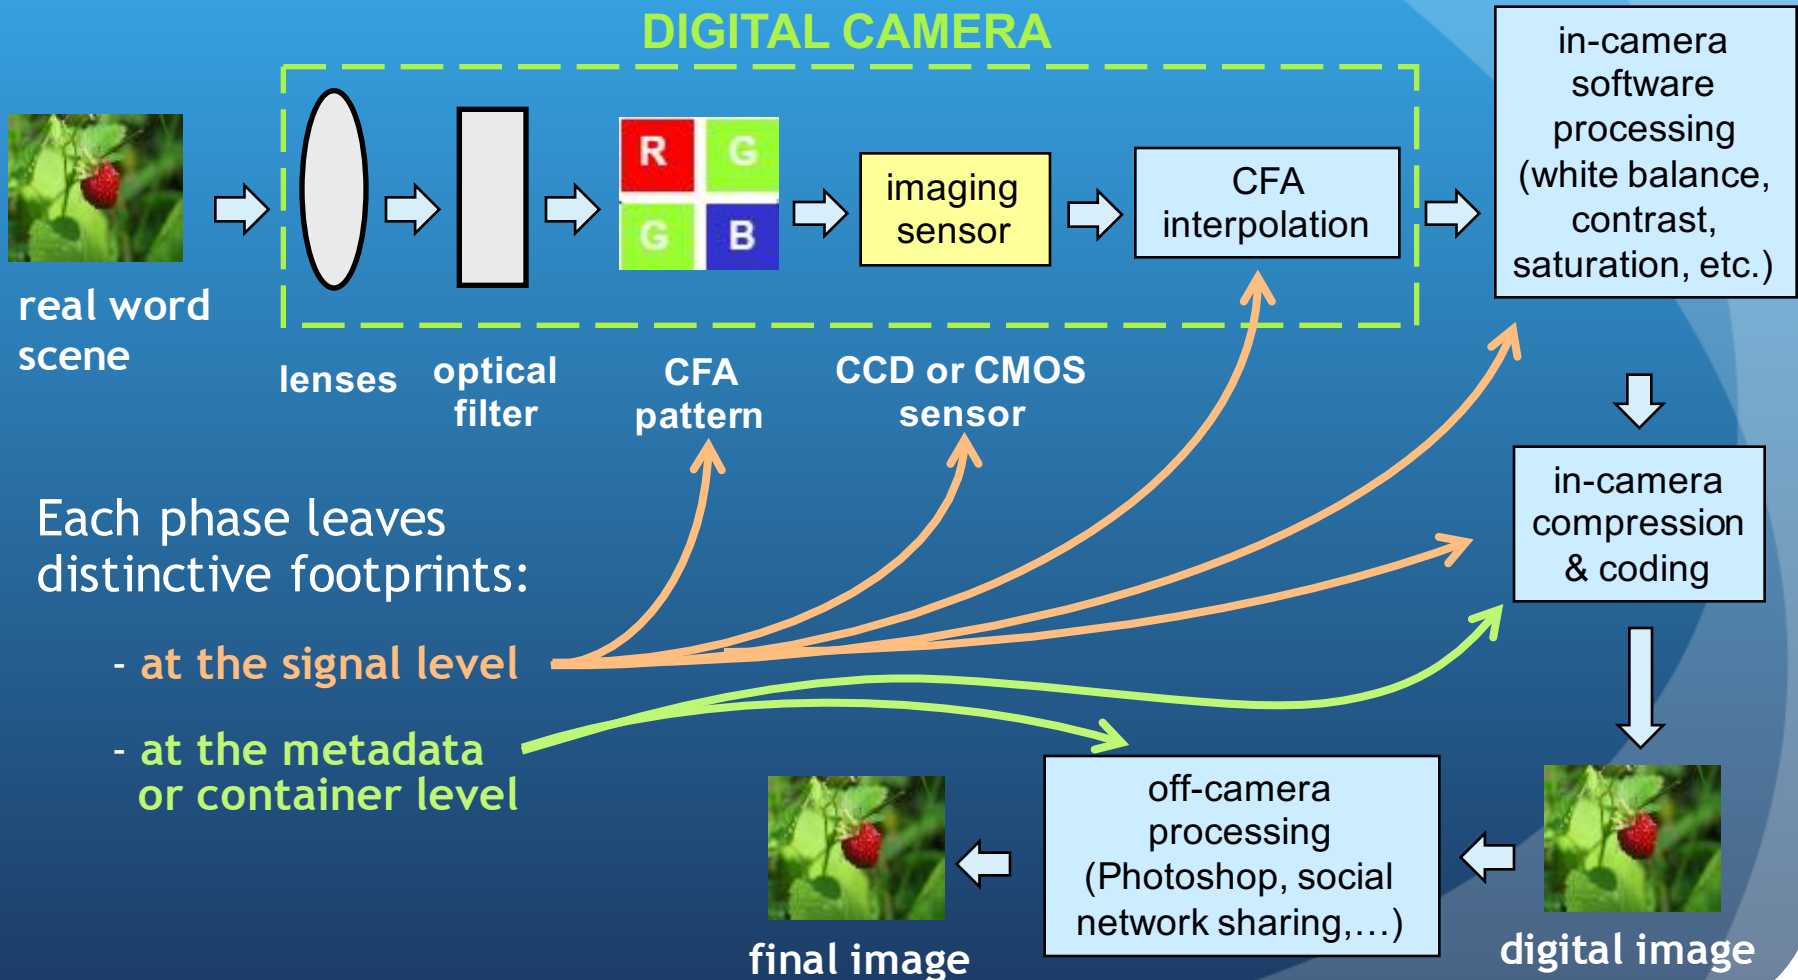 DIGITAL CAMERA
R
G
G
B
imaging
sensor
CFA
interpolation
in-camera
software
processing
(white balance,
contrast,
saturation, etc.)
real word
scene
lenses
optical
filter
CFA
pattern
CCD or CMOS
sensor
in-camera
compression
& coding
Each phase leaves
distinctive footprints:
- at the signal level
- at the metadata
or container level
off-camera
processing
(Photoshop, social
network sharing,…)
final image
digital image